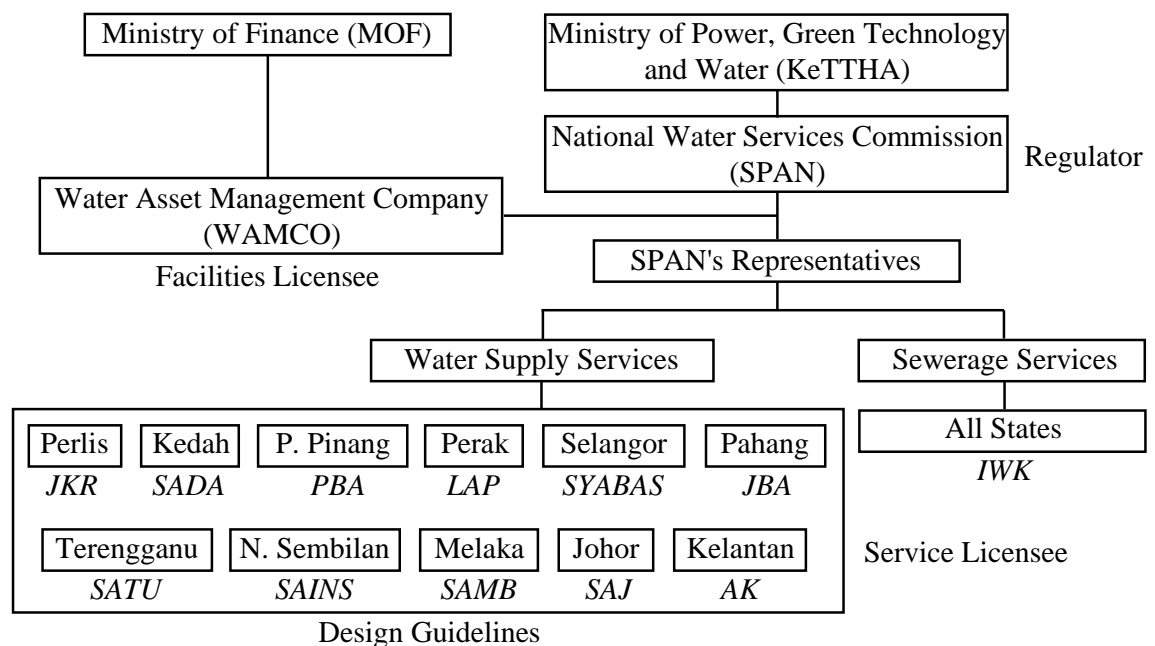 Ministry of Finance (MOF)
Ministry of Power, Green Technology
and Water (KeTTHA)
National Water Services Commission
(SPAN)
Regulator
Water Asset Management Company
(WAMCO)
Facilities Licensee
SPAN's Representatives
Water Supply Services
Sewerage Services
Perlis Kedah P. Pinang Perak Selangor Pahang
JKR SADA PBA LAP SYABAS JBA
All States
IWK
Terengganu N. Sembilan Melaka Johor Kelantan
SATU SAINS SAMB SAJ AK
Service Licensee
Design Guidelines